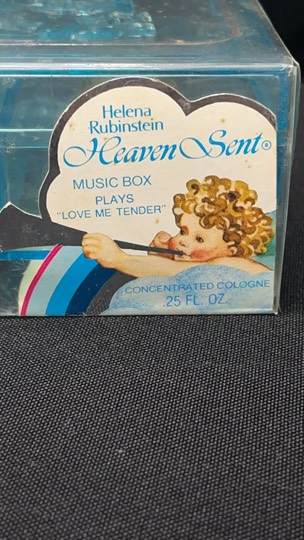 Helena
Rubinstein
Heaven Sent®
MUSIC BOX
PLAYS
"LOVE ME TENDER"
CONCENTRATED COLOGNE
.25 FL. OZ.